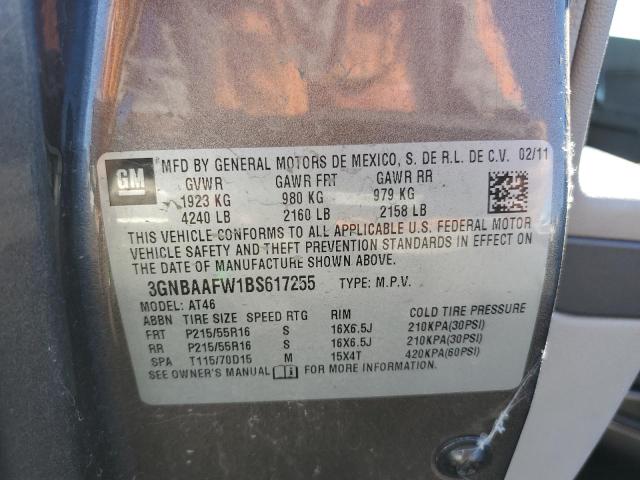 GM
MFD BY GENERAL MOTORS DE MEXICO, S. DE R.L. DE C.V. 02/11
GVWR GAWR FRT GAWR RR
1923 KG 980 KG 979 KG
4240 LB 2160 LB 2158 LB
THIS VEHICLE CONFORMS TO ALL APPLICABLE U.S. FEDERAL MOTOR
VEHICLE SAFETY AND THEFT PREVENTION STANDARDS IN EFFECT ON
THE DATE OF MANUFACTURE SHOWN ABOVE.
3GNBAAFW1BS617255 TYPE: M.P.V.
MODEL: AT46
ABBN TIRE SIZE SPEED RTG RIM COLD TIRE PRESSURE
FRT P215/55R16 S 16X6.5J 210KPA(30PSI)
RR P215/55R16 S 16X6.5J 210KPA(30PSI)
SPA T115/70D15 M 15X4T 420KPA(60PSI)
SEE OWNER'S MANUAL FOR MORE INFORMATION.